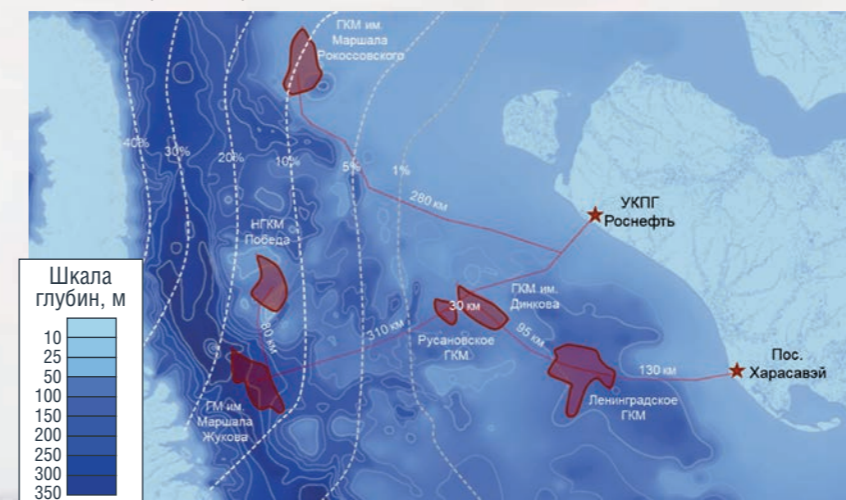 ГКМ им.
Маршала
Рокоссовского
40%
30%
20%
10%
5%
1%
280 км
УКПГ
Роснефть
НГКМ
Победа
ГКМ им.
Динкова
30 км
80 км
310 км
Русановское
ГКМ
95 км
130 км
Пос.
Харасавэй
Ленинградское
ГКМ
ГМ им.
Маршала
Жукова
Шкала
глубин, м
10
25
50
100
150
200
250
300
350